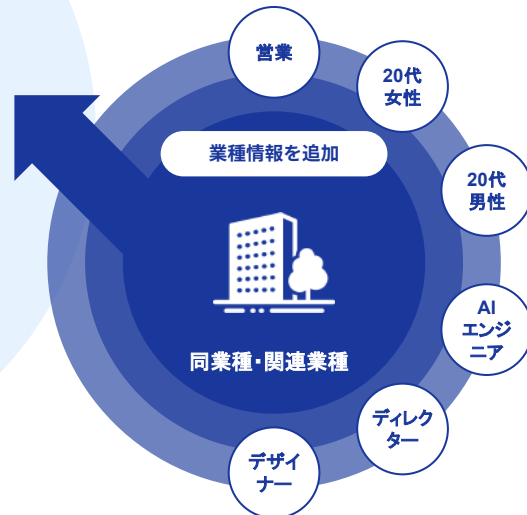 営業
20代
女性
業種情報を追加
20代
男性
AI
エンジ
ニア
同業種・関連業種
ディレク
ター
デザイ
ナー